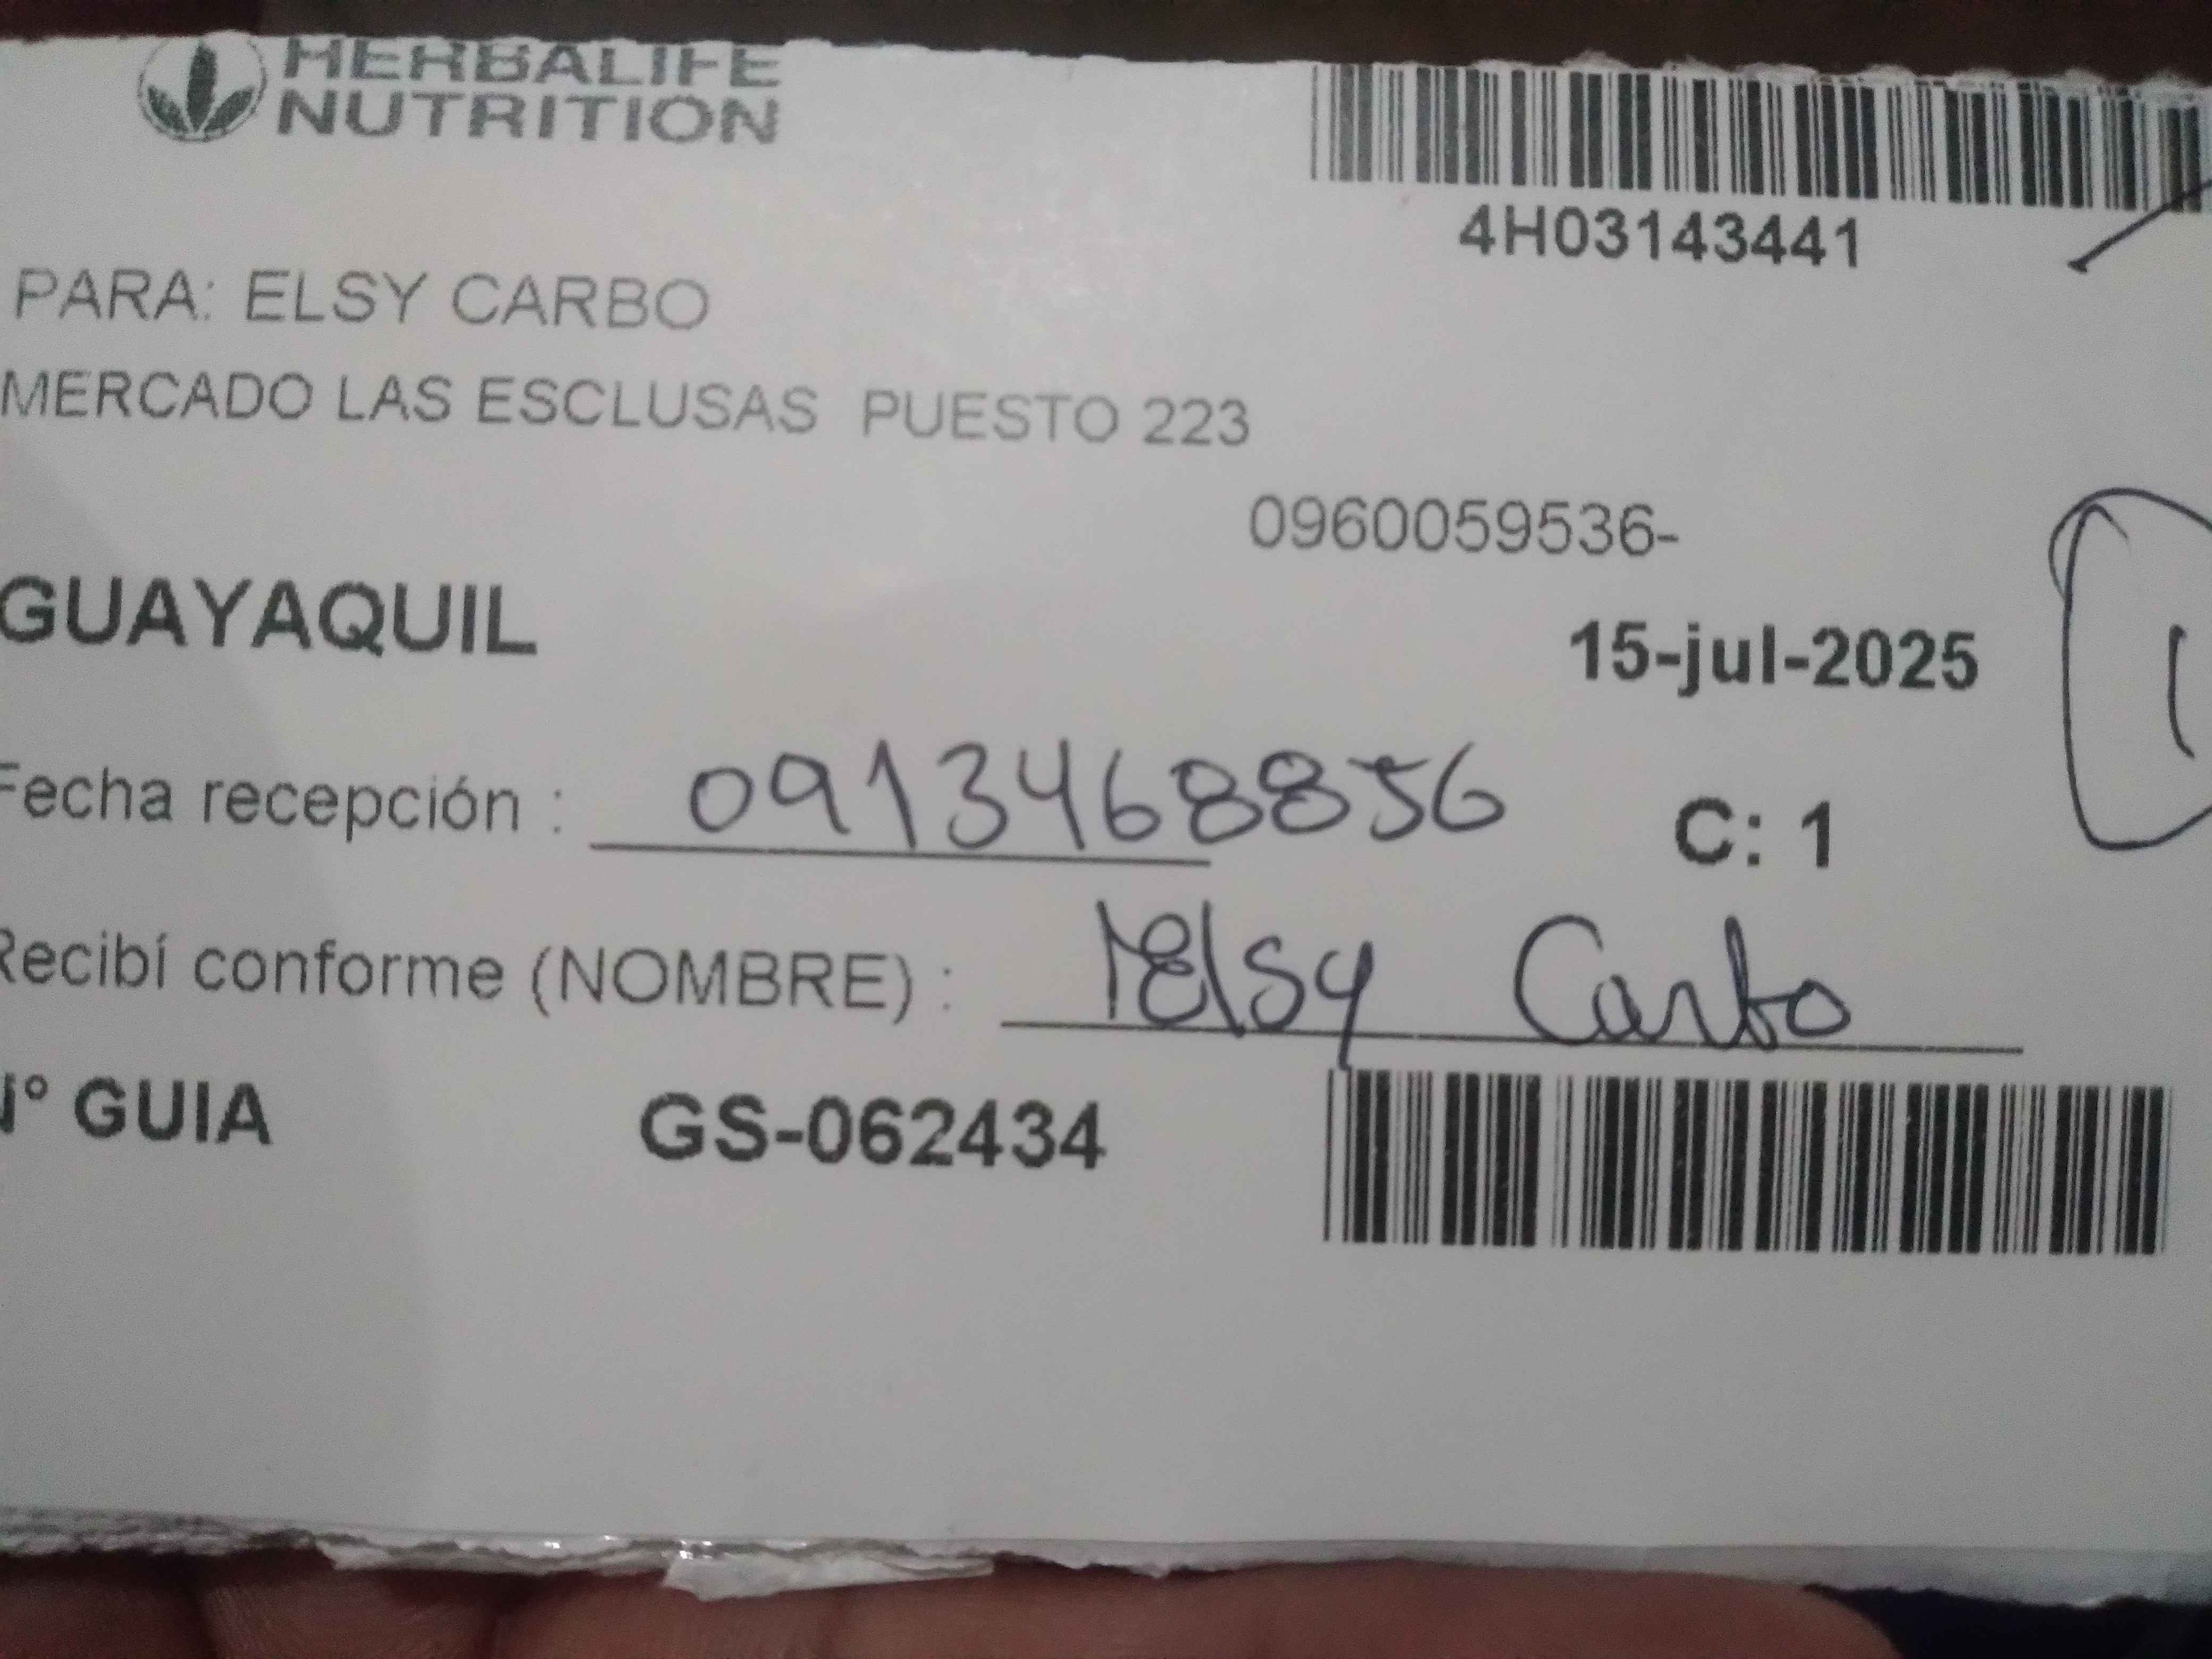 HERBALIFE
NUTRITION
4H03143441
PARA: ELSY CARBO
MERCADO LAS ESCLUSAS PUESTO 223
0960059536-
GUAYAQUIL
15-jul-2025
Fecha recepción : 0913468856
C: 1
Recibí conforme (NOMBRE) : Elsy Carbo
N° GUIA GS-062434